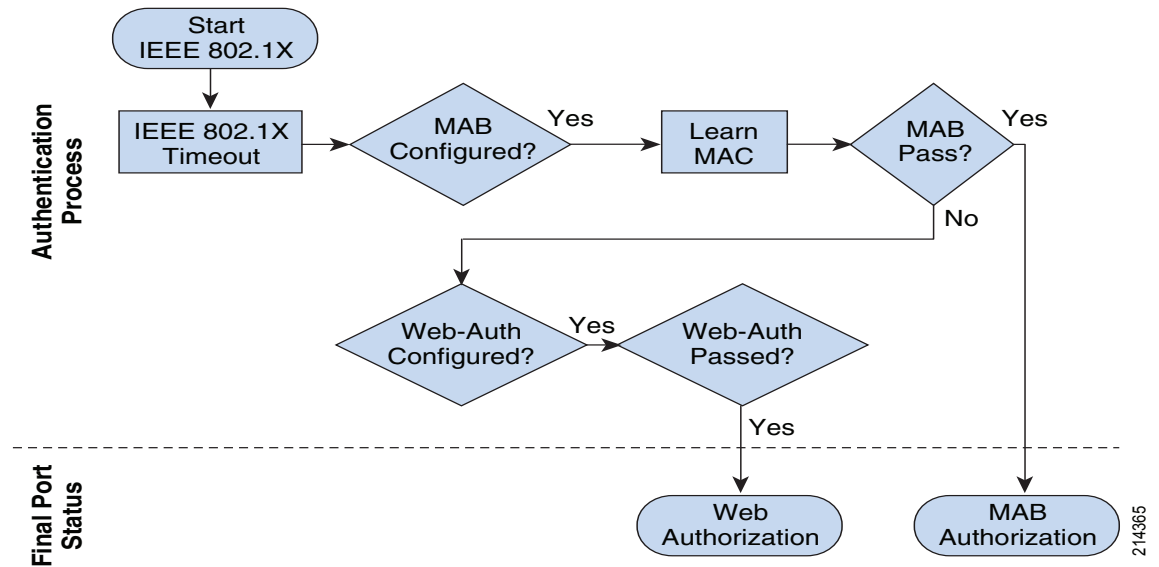 Start
IEEE 802.1X
Authentication
Process
IEEE 802.1X
Timeout
MAB
Configured?
Yes
Learn
MAC
MAB
Pass?
Yes
No
Web-Auth
Configured?
Yes
Web-Auth
Passed?
Yes
Final Port
Status
Web
Authorization
MAB
Authorization
214365